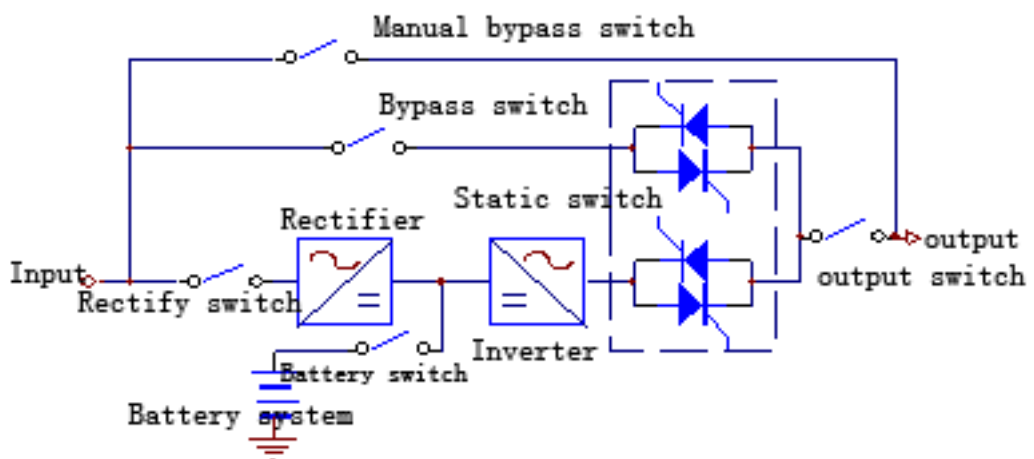 Manual bypass switch
Bypass switch
Static switch
Rectifier
Input
output
Rectify switch
output switch
Inverter
Battery switch
Battery system